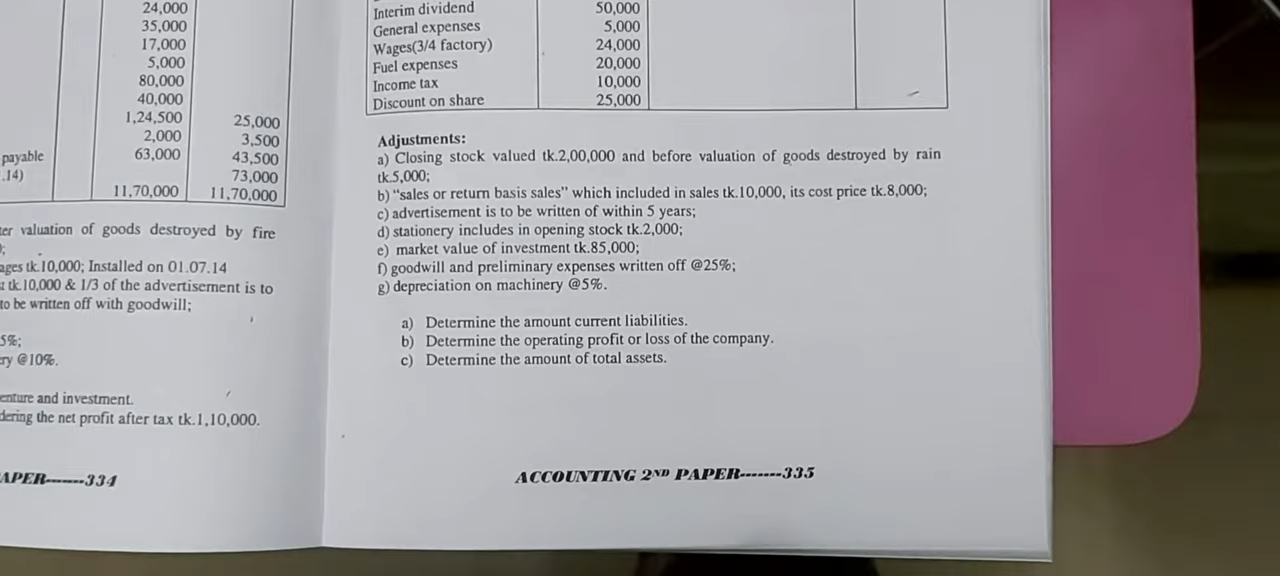 24,000
35,000
17,000
5,000
80,000
40,000
1,24,500 25,000
2,000 3,500
payable 63,000 43,500
.14) 73,000
11,70,000 11,70,000
valuation of goods destroyed by fire
tk.10,000; Installed on 01.07.14
tk.10,000 & 1/3 of the advertisement is to
to be written off with goodwill;
5%;
@10%.
and investment.
the net profit after tax tk.1,10,000.
334
Interim dividend 50,000
General expenses 5,000
Wages(3/4 factory) 24,000
Fuel expenses 20,000
Income tax 10,000
Discount on share 25,000
Adjustments:
a) Closing stock valued tk.2,00,000 and before valuation of goods destroyed by rain
tk.5,000;
b) "sales or return basis sales" which included in sales tk.10,000, its cost price tk.8,000;
c) advertisement is to be written of within 5 years;
d) stationery includes in opening stock tk.2,000;
e) market value of investment tk.85,000;
f) goodwill and preliminary expenses written off @25%;
g) depreciation on machinery @5%.
a) Determine the amount current liabilities.
b) Determine the operating profit or loss of the company.
c) Determine the amount of total assets.
ACCOUNTING 2ND PAPER-------335